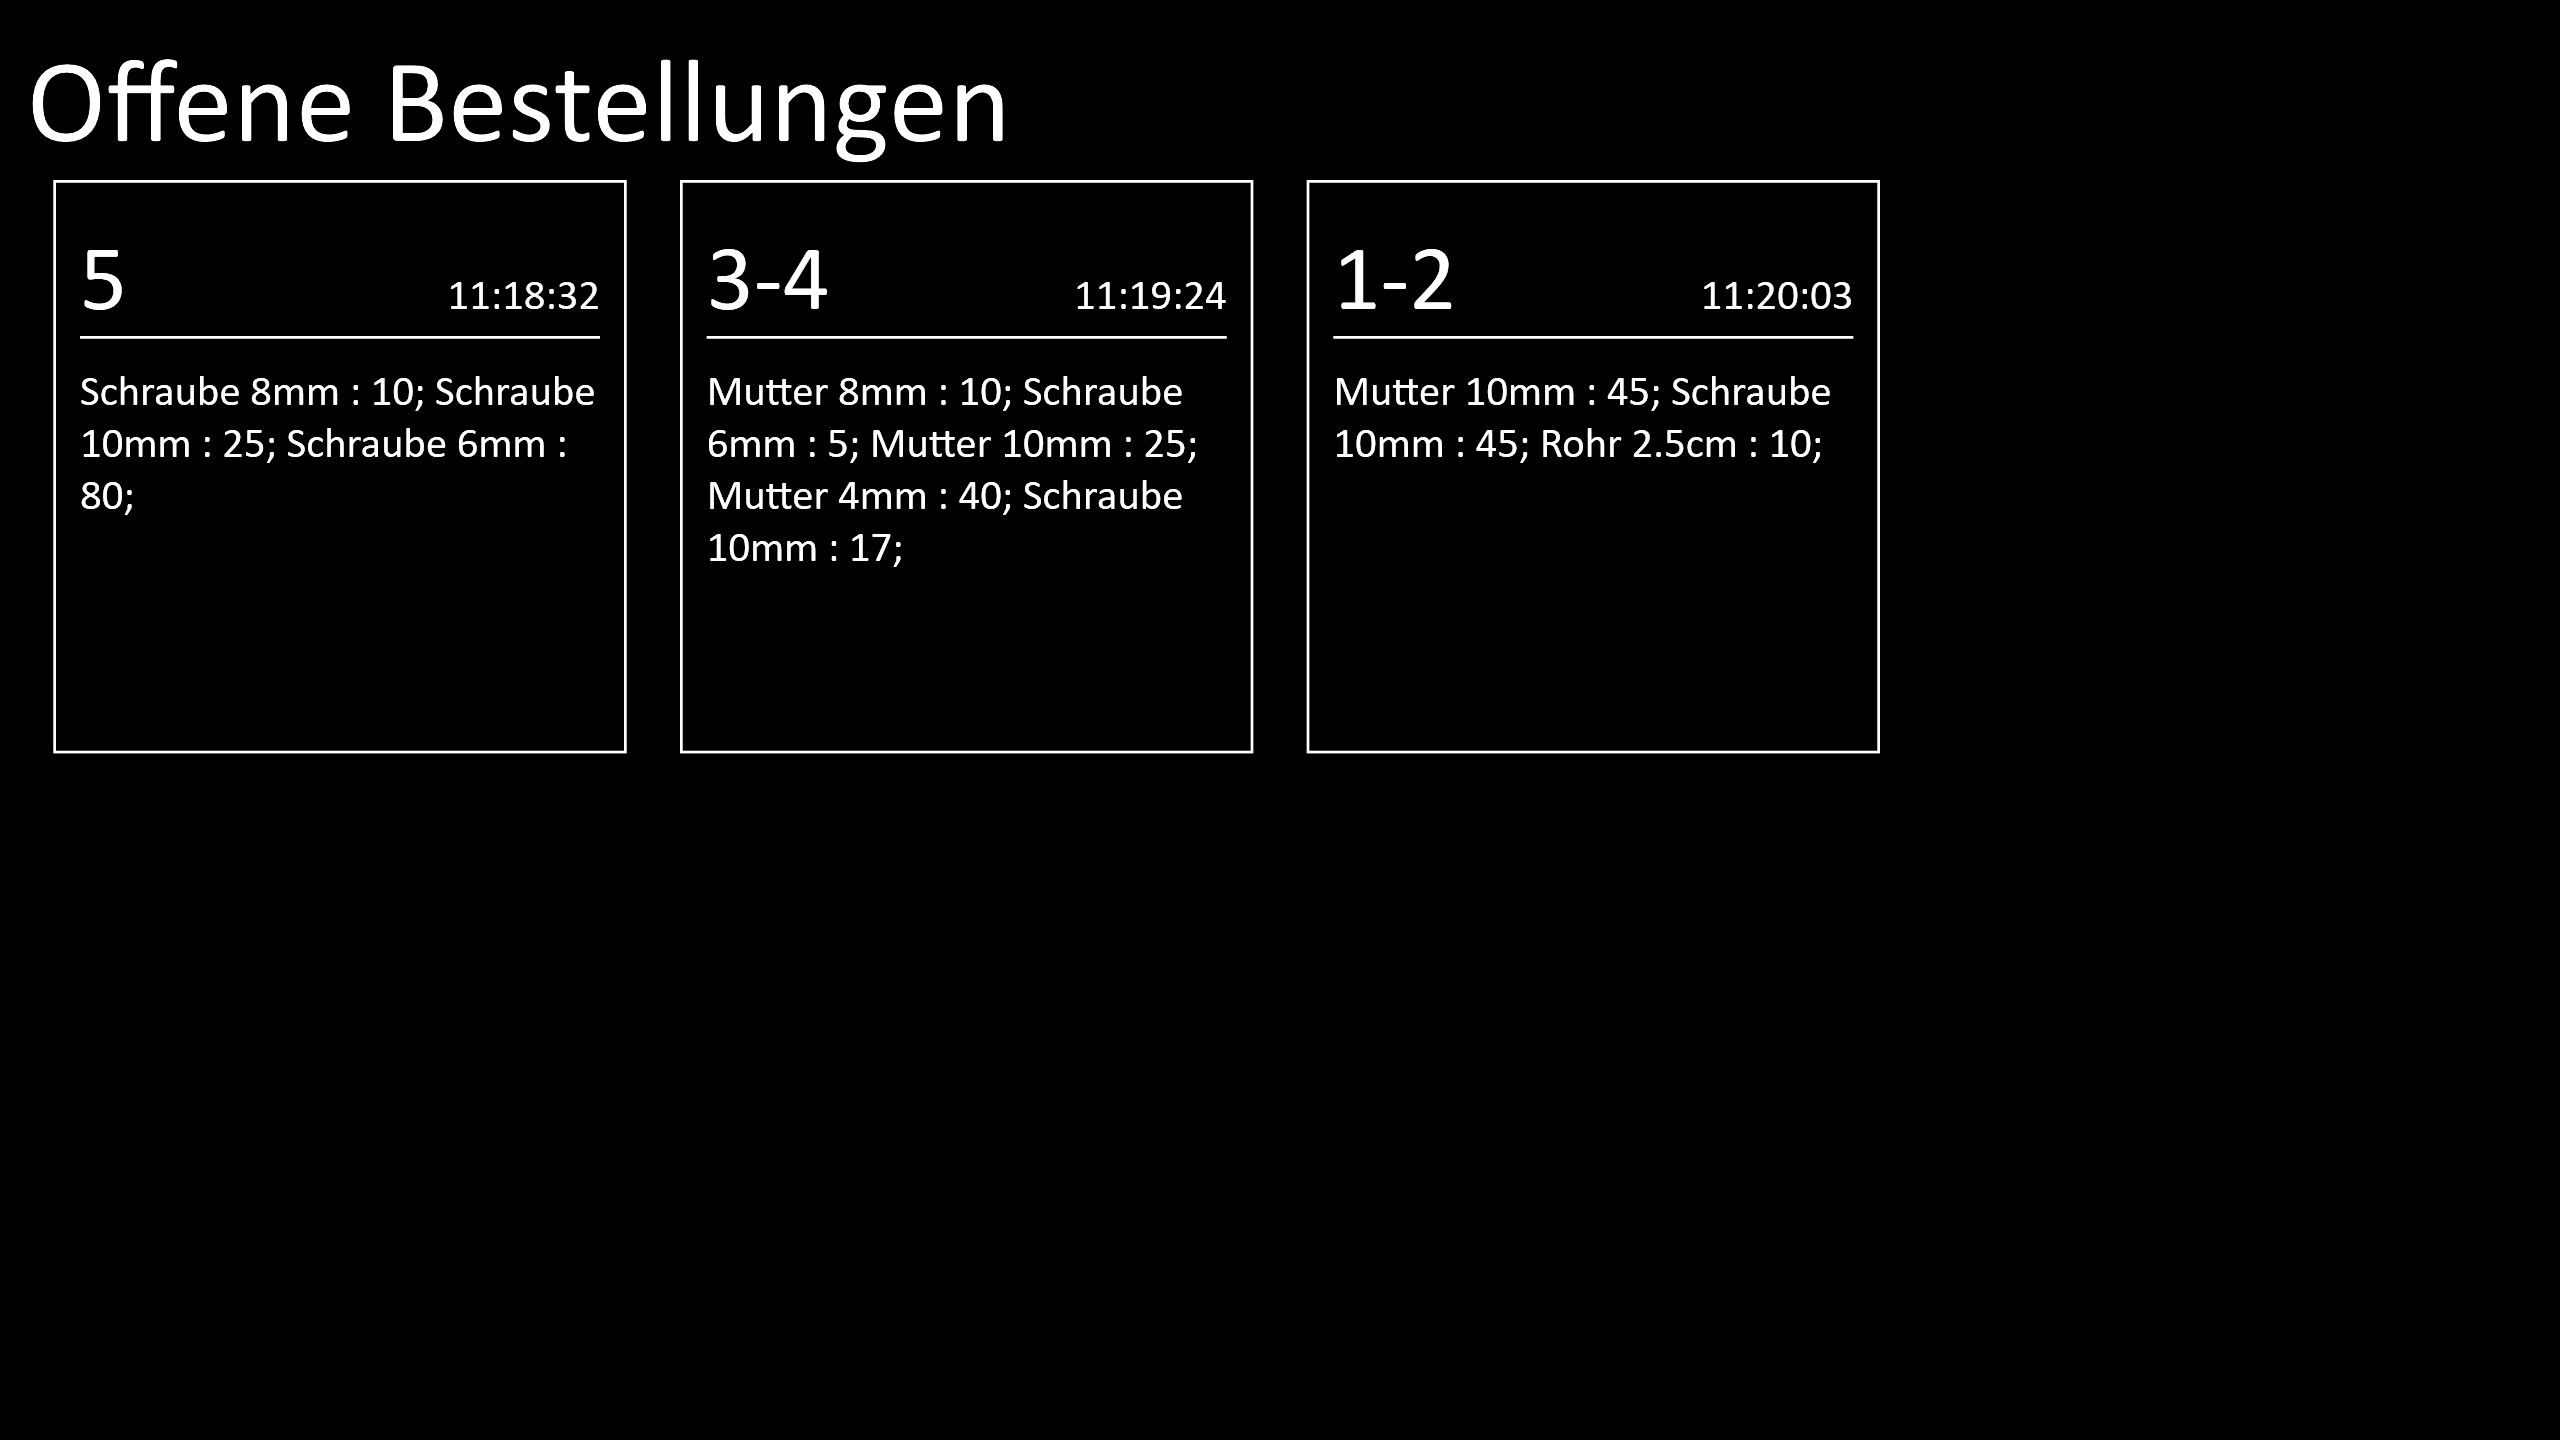 Offene Bestellungen
5 11:18:32
Schraube 8mm : 10; Schraube
10mm : 25; Schraube 6mm :
80;
3-4 11:19:24
Mutter 8mm : 10; Schraube
6mm : 5; Mutter 10mm : 25;
Mutter 4mm : 40; Schraube
10mm : 17;
1-2 11:20:03
Mutter 10mm : 45; Schraube
10mm : 45; Rohr 2.5cm : 10;